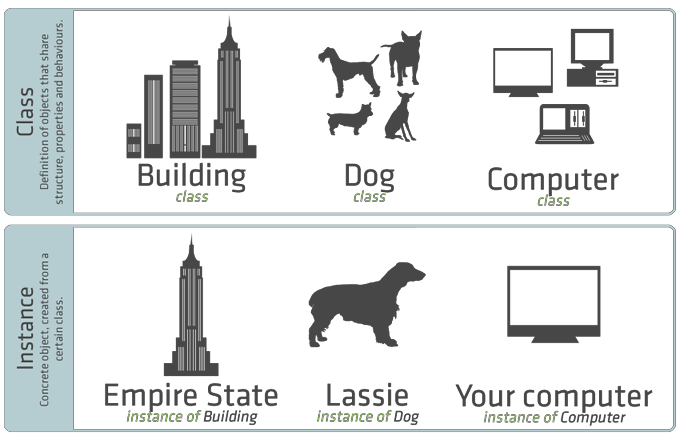 Class
Definition of objects that share
structure, properties and behaviours.
Building
class
Dog
class
Computer
class
Instance
Concrete object, created from a
certain class.
Empire State
instance of Building
Lassie
instance of Dog
Your computer
instance of Computer